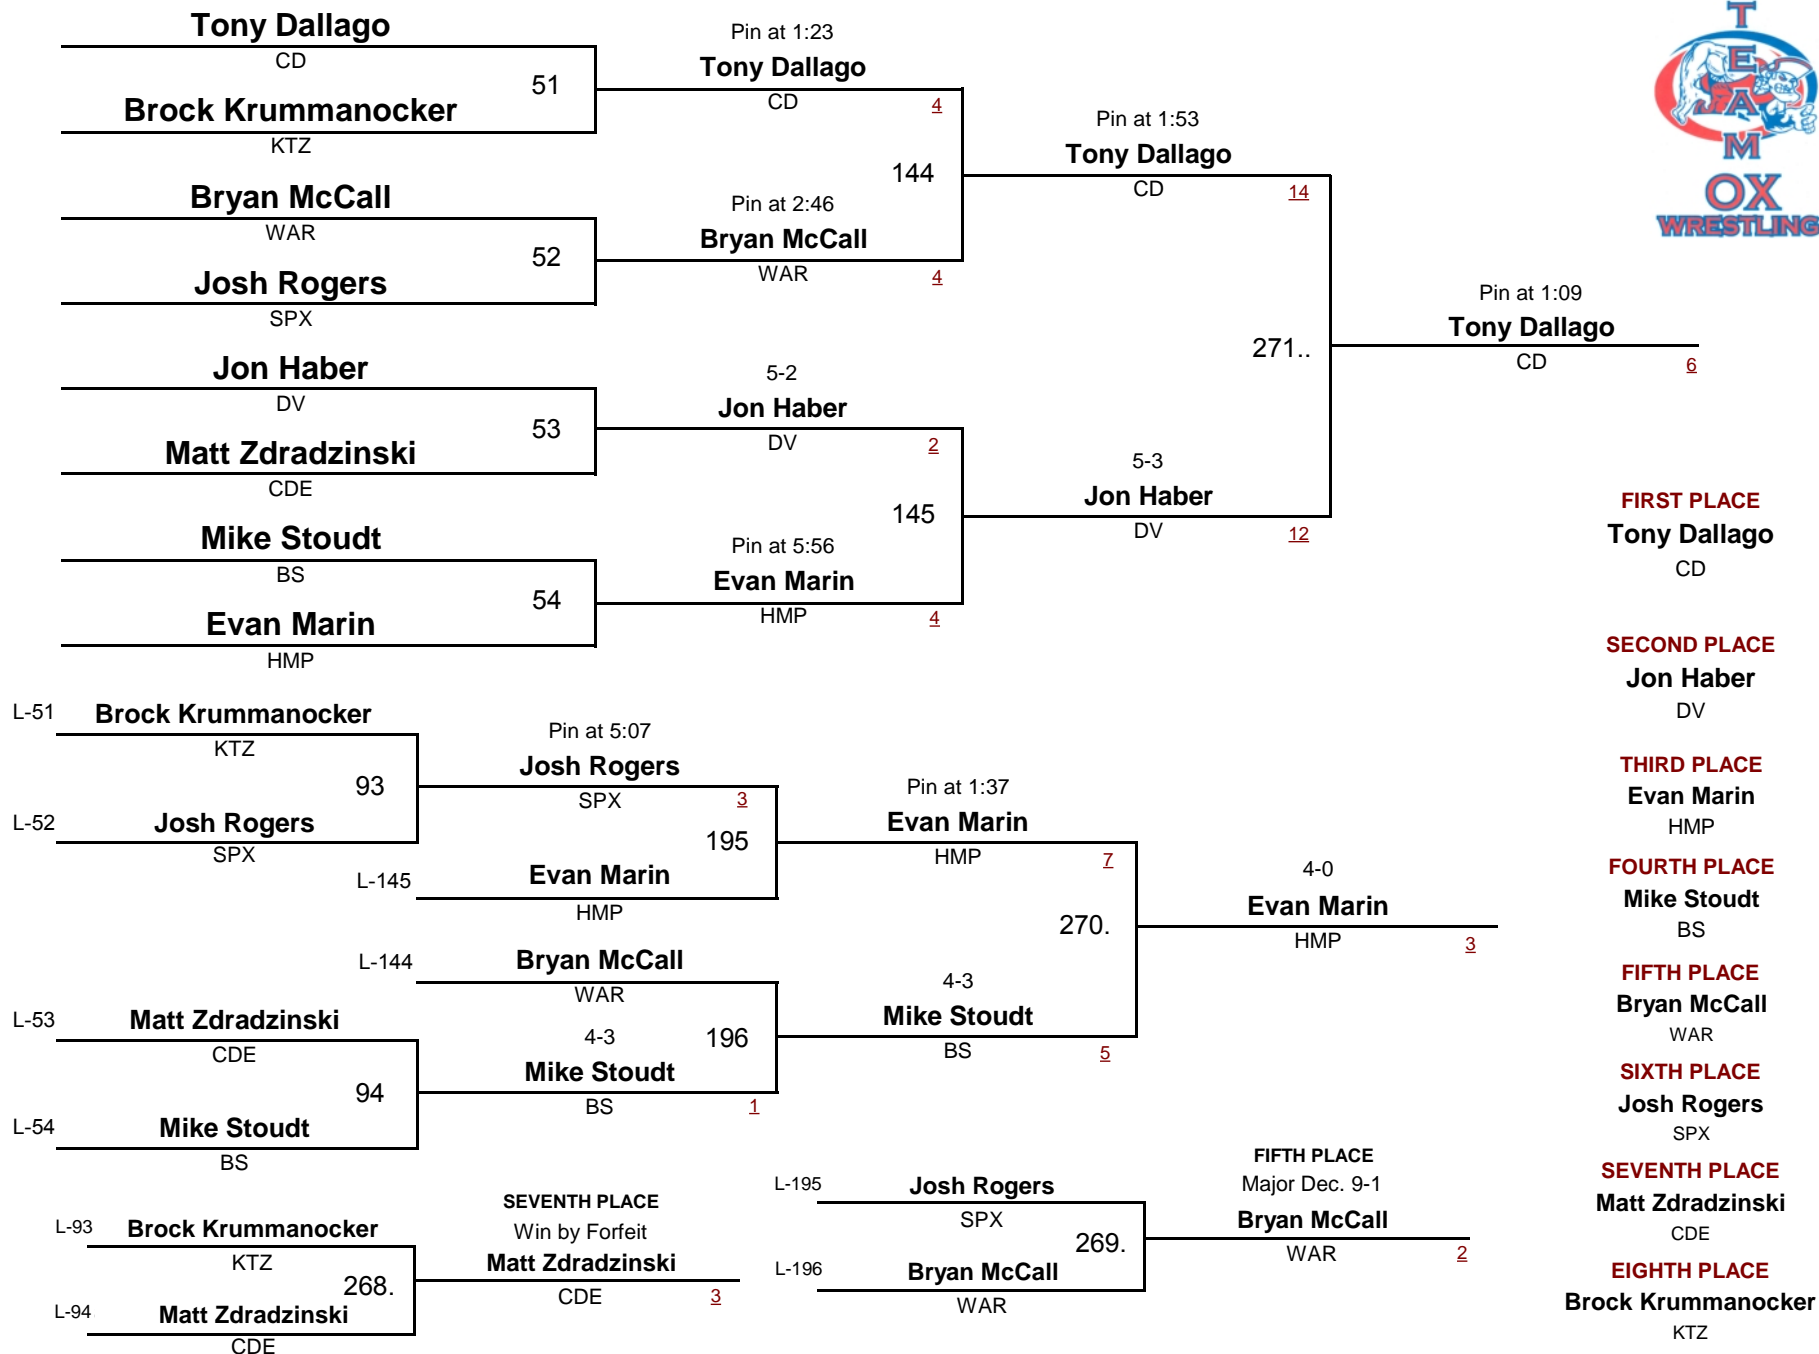 Tony Dallago
CD
51
Brock Krummanocker
KTZ
Bryan McCall
WAR
52
Josh Rogers
SPX
Jon Haber
DV
53
Matt Zdradzinski
CDE
Mike Stoudt
BS
54
Evan Marin
HMP
Pin at 1:23
Tony Dallago
CD
4
144
Pin at 2:46
Bryan McCall
WAR
4
5-2
Jon Haber
DV
2
145
Pin at 5:56
Evan Marin
HMP
4
Pin at 1:53
Tony Dallago
CD
14
271..
5-3
Jon Haber
DV
12
Pin at 1:09
Tony Dallago
CD
6
TEAM
OX
WRESTLING
L-51
Brock Krummanocker
KTZ
93
L-52
Josh Rogers
SPX
Pin at 5:07
Josh Rogers
SPX
3
195
L-145
Evan Marin
HMP
L-144
Bryan McCall
WAR
196
L-53
Matt Zdradzinski
CDE
94
L-54
Mike Stoudt
BS
4-3
Mike Stoudt
BS
1
Pin at 1:37
Evan Marin
HMP
7
270.
4-3
Mike Stoudt
BS
5
4-0
Evan Marin
HMP
3
L-93
Brock Krummanocker
KTZ
268.
L-94
Matt Zdradzinski
CDE
SEVENTH PLACE
Win by Forfeit
Matt Zdradzinski
CDE
3
L-195
Josh Rogers
SPX
269.
L-196
Bryan McCall
WAR
FIFTH PLACE
Major Dec. 9-1
Bryan McCall
WAR
2
FIRST PLACE
Tony Dallago
CD
SECOND PLACE
Jon Haber
DV
THIRD PLACE
Evan Marin
HMP
FOURTH PLACE
Mike Stoudt
BS
FIFTH PLACE
Bryan McCall
WAR
SIXTH PLACE
Josh Rogers
SPX
SEVENTH PLACE
Matt Zdradzinski
CDE
EIGHTH PLACE
Brock Krummanocker
KTZ